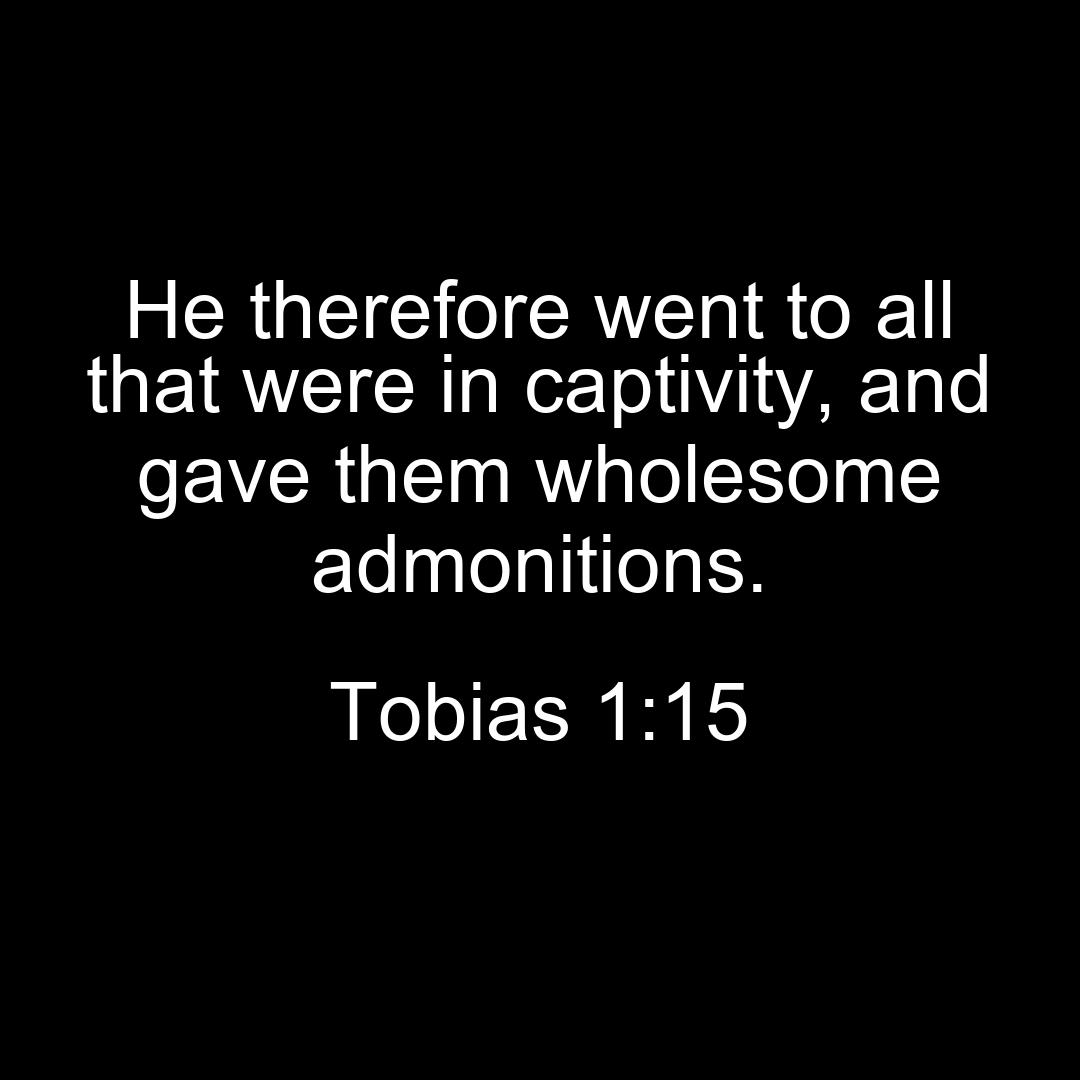 He therefore went to all
that were in captivity, and
gave them wholesome
admonitions.
Tobias 1:15